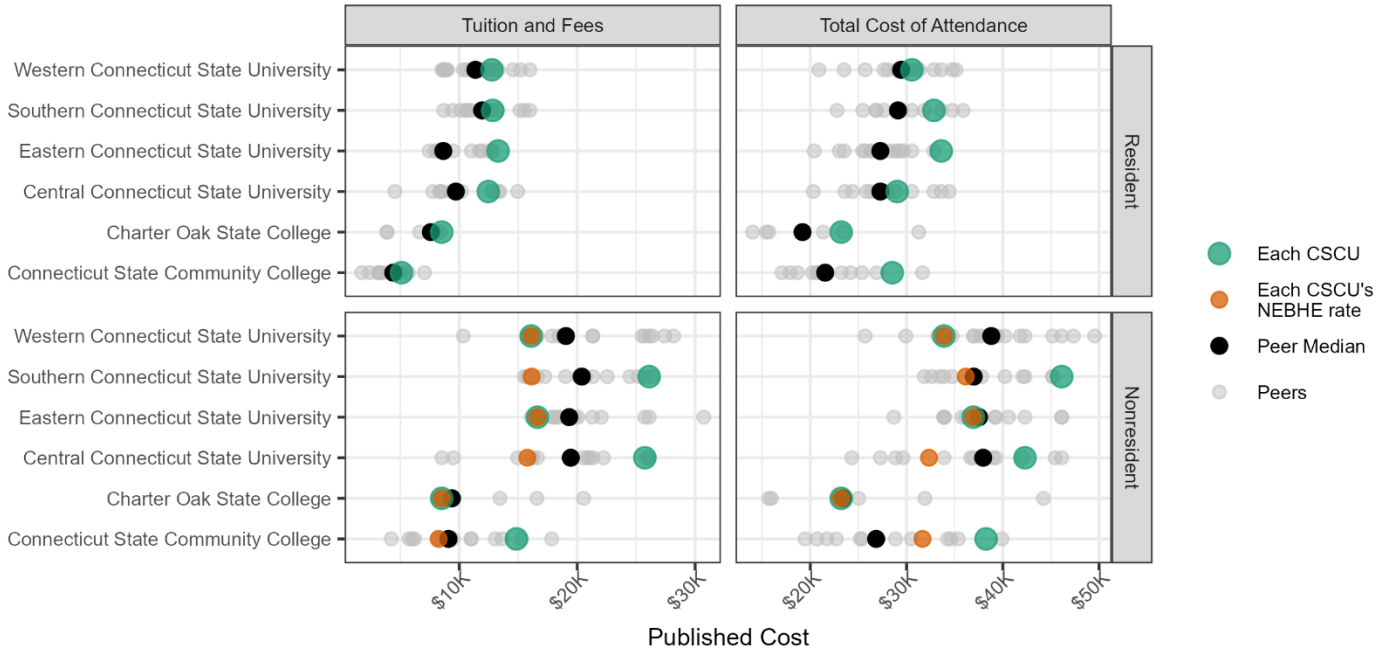 Tuition and Fees
Total Cost of Attendance
Western Connecticut State University
Southern Connecticut State University
Eastern Connecticut State University
Central Connecticut State University
Charter Oak State College
Connecticut State Community College
Resident
Western Connecticut State University
Southern Connecticut State University
Eastern Connecticut State University
Central Connecticut State University
Charter Oak State College
Connecticut State Community College
Nonresident
$10K
$20K
$30K
$20K
$30K
$40K
$50K
Published Cost
Each CSCU
Each CSCU's
NEBHE rate
Peer Median
Peers